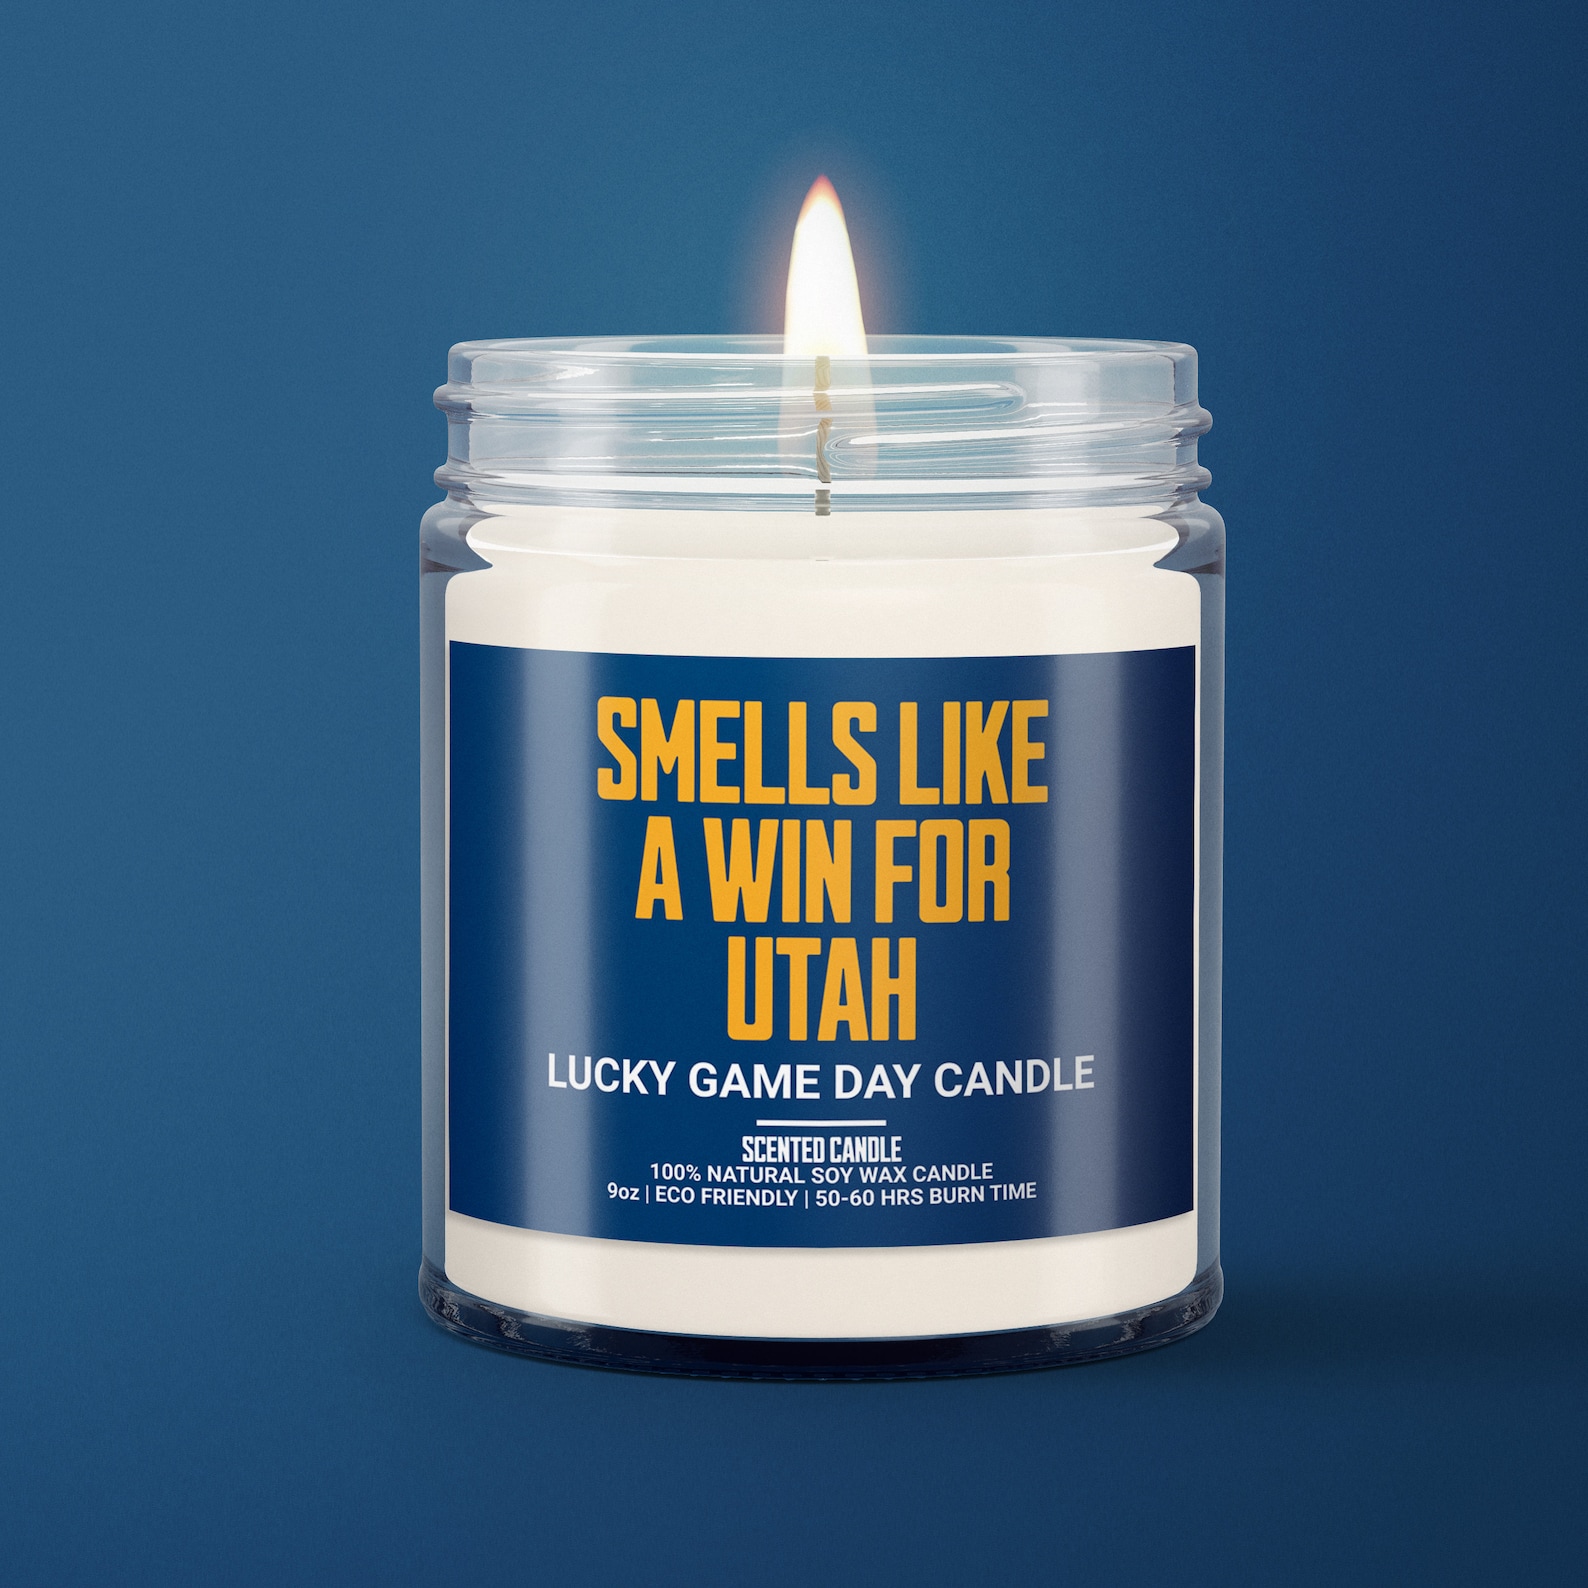 SMELLS LIKE
A WIN FOR
UTAH
LUCKY GAME DAY CANDLE
SCENTED CANDLE
100% NATURAL SOY WAX CANDLE
9oz | ECO FRIENDLY | 50-60 HRS BURN TIME